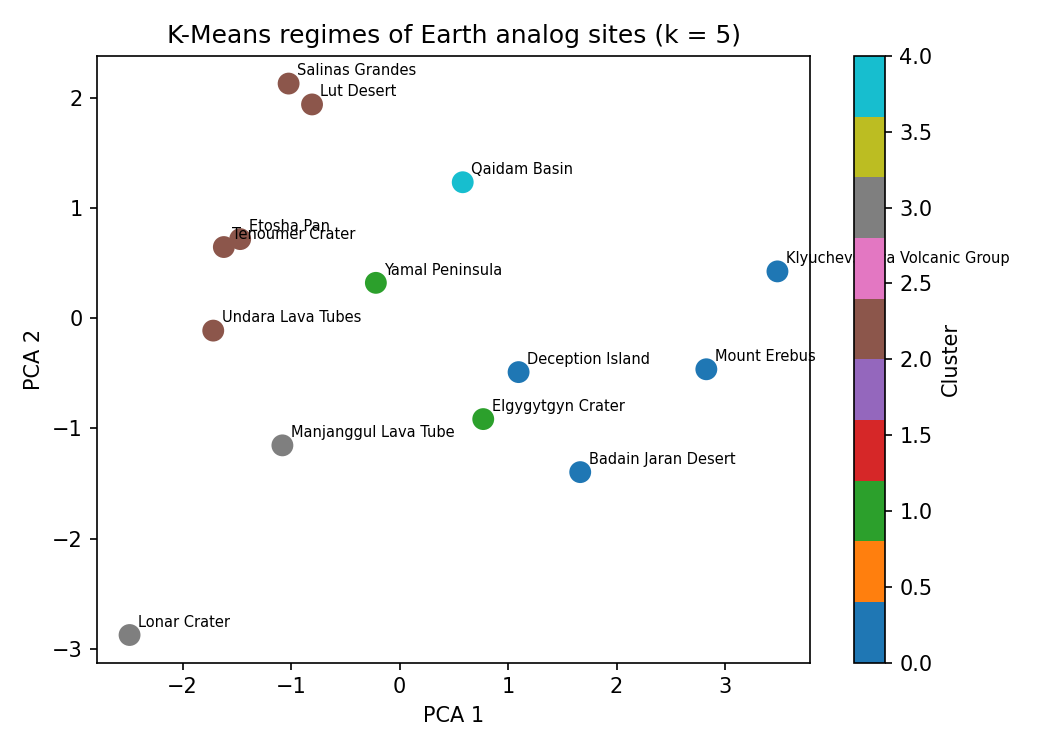 K-Means regimes of Earth analog sites (k = 5)
Salinas Grandes
Lut Desert
Qaidam Basin
Etosha Pan
Tenoumer Crater
Yamal Peninsula
Volcanic Group
Undara Lava Tubes
Deception Island
Mount Erebus
Elgygytgyn Crater
Manjanggul Lava Tube
Badain Jaran Desert
Lonar Crater
2
1
0
−1
−2
−3
PCA 2
−2
−1
0
1
2
3
PCA 1
4.0
3.5
3.0
2.5
2.0
1.5
1.0
0.5
0.0
Cluster